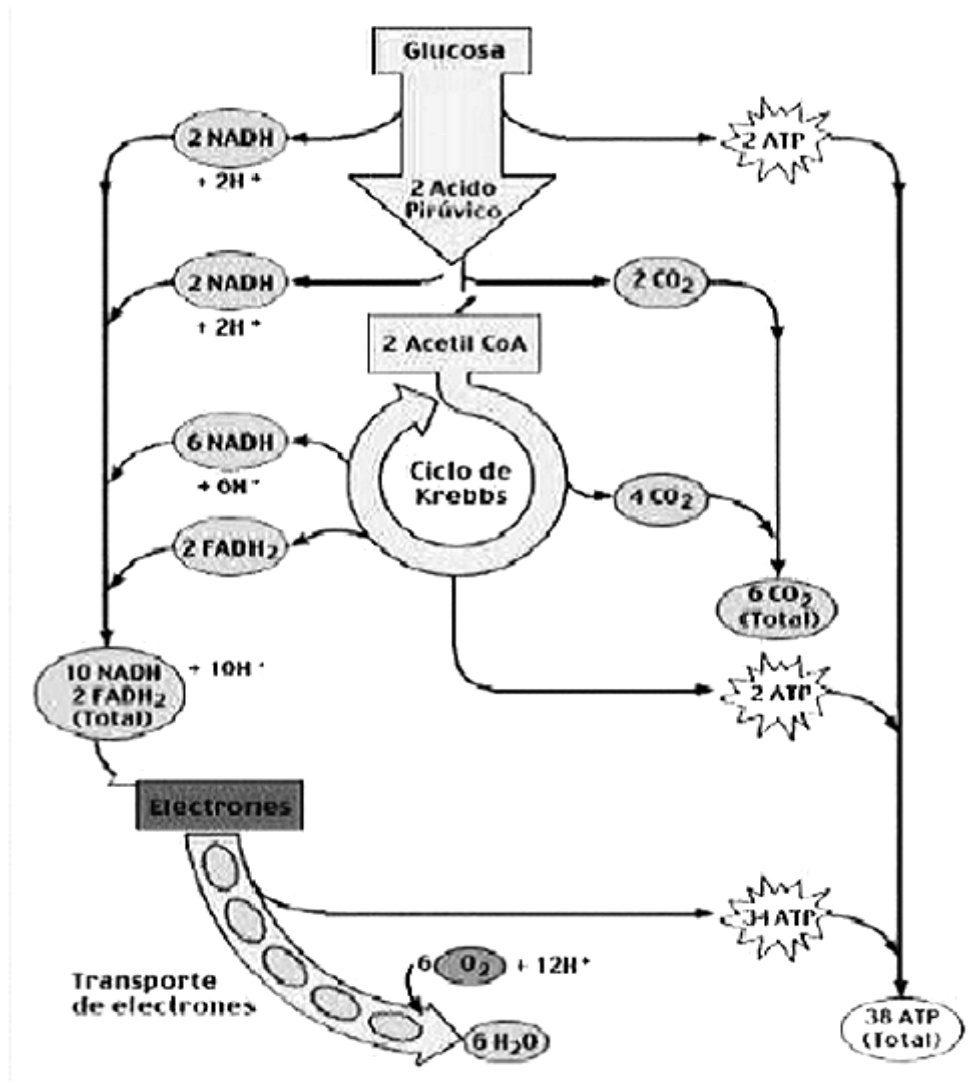 Glucosa
2 NADH
+ 2H⁺
2 ATP
2 Acido
Pirúvico
2 NADH
+ 2H⁺
2 CO₂
2 Acetil CoA
6 NADH
+ 6H⁺
Ciclo de
Krebbs
4 CO₂
2 FADH₂
6 CO₂
(Total)
10 NADH
2 FADH₂
(Total)
+ 10H⁺
2 ATP
Electrones
34 ATP
6 O₂ + 12H⁺
Transporte
de electrones
6 H₂O
38 ATP
(Total)